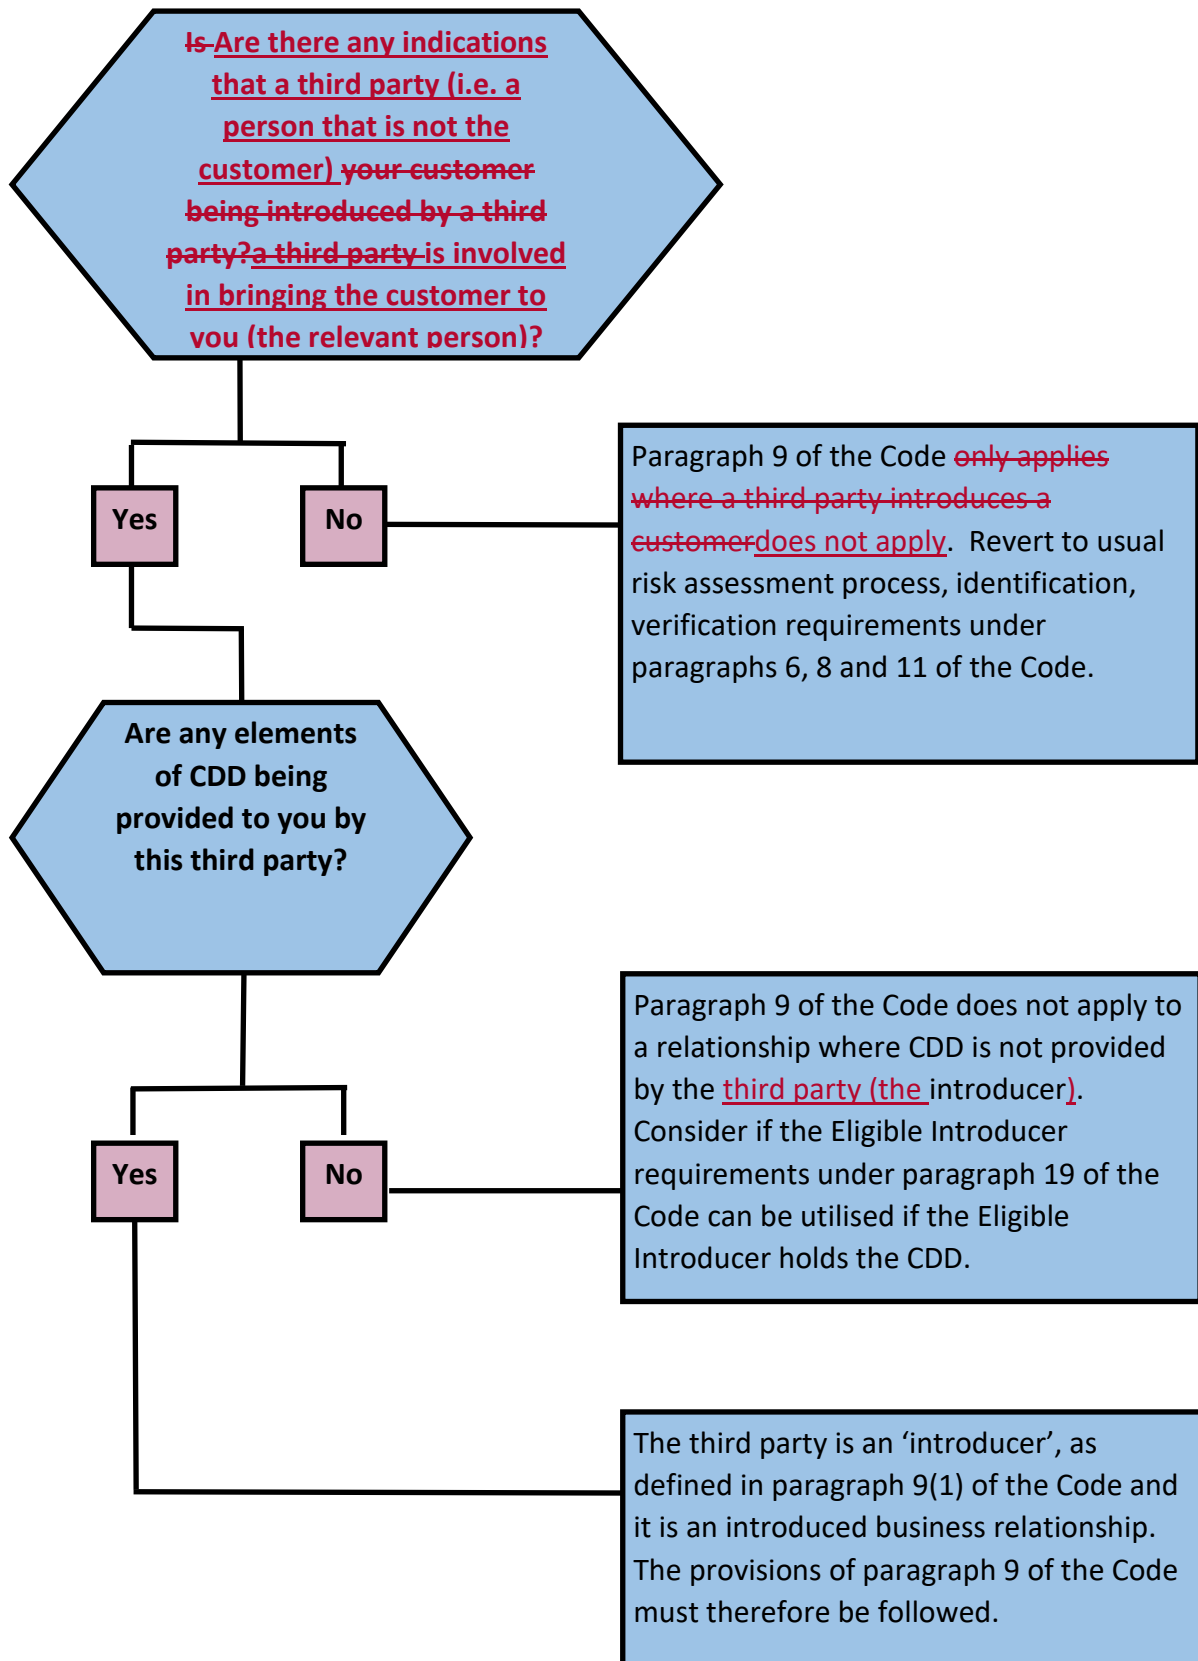 Is Are there any indications
that a third party (i.e. a
person that is not the
customer) your customer
being introduced by a third
party?a third party is involved
in bringing the customer to
you (the relevant person)?
Yes
No
Paragraph 9 of the Code only applies
where a third party introduces a
customerdoes not apply.  Revert to usual
risk assessment process, identification,
verification requirements under
paragraphs 6, 8 and 11 of the Code.
Are any elements
of CDD being
provided to you by
this third party?
Yes
No
Paragraph 9 of the Code does not apply to
a relationship where CDD is not provided
by the third party (the introducer).
Consider if the Eligible Introducer
requirements under paragraph 19 of the
Code can be utilised if the Eligible
Introducer holds the CDD.
The third party is an ‘introducer’, as
defined in paragraph 9(1) of the Code and
it is an introduced business relationship.
The provisions of paragraph 9 of the Code
must therefore be followed.